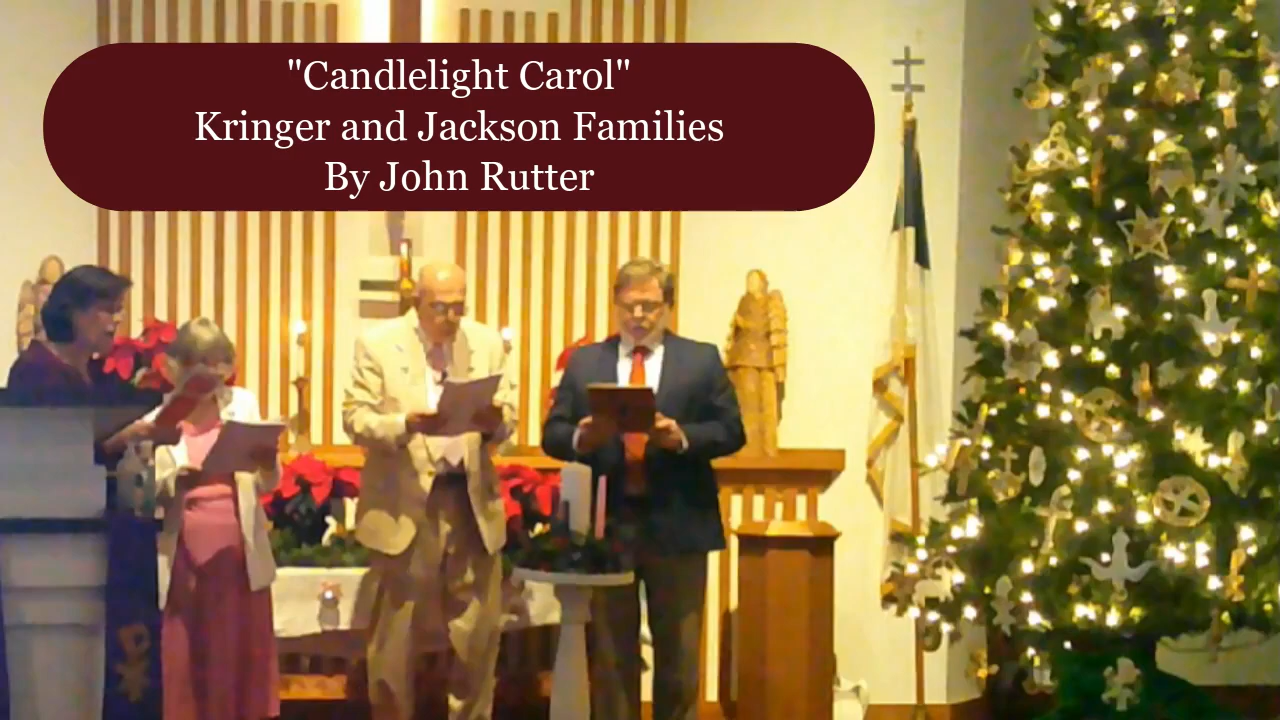 "Candlelight Carol"
Kringer and Jackson Families
By John Rutter